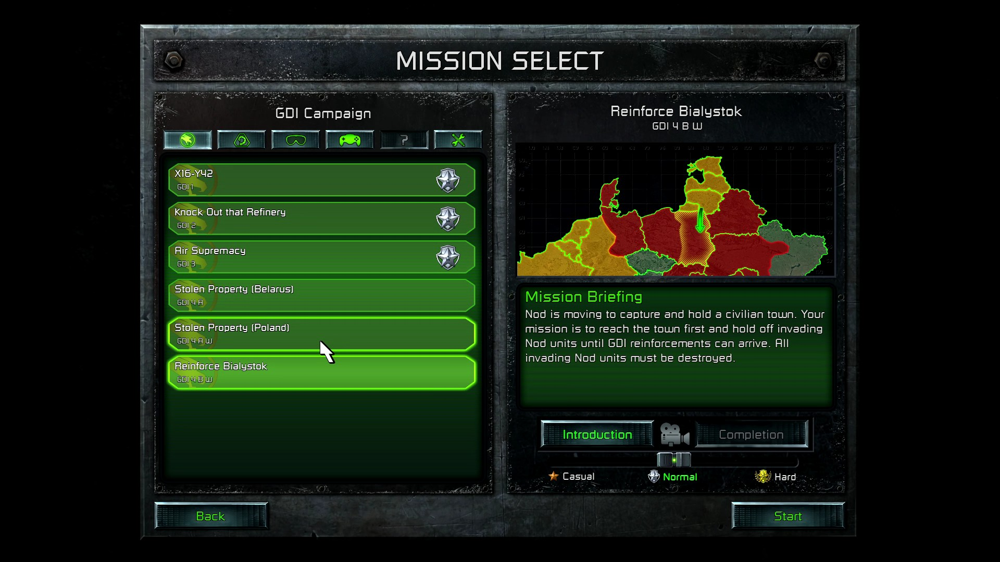 MISSION SELECT
GDI Campaign
?
X16-Y42
GDI 1
Knock Out that Refinery
GDI 2
Air Supremacy
GDI 3
Stolen Property (Belarus)
GDI 4 A
Stolen Property (Poland)
GDI 4 A W
Reinforce Bialystok
GDI 4 B W
Reinforce Bialystok
GDI 4 B W
Mission Briefing
Nod is moving to capture and hold a civilian town. Your
mission is to reach the town first and hold off invading
Nod units until GDI reinforcements can arrive. All
invading Nod units must be destroyed.
Introduction
Completion
Casual
Normal
Hard
Back
Start